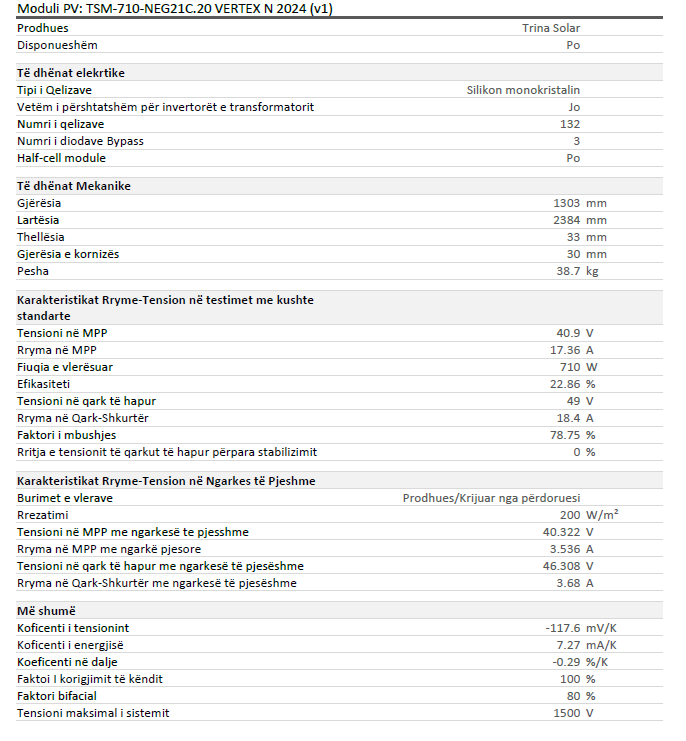 Moduli PV: TSM-710-NEG21C.20 VERTEX N 2024 (v1)
Prodhues Trina Solar
Disponueshëm Po
Të dhënat elekrtike
Tipi i Qelizave Silikon monokristalin
Vetëm i përshtatshëm për invertorët e transformatorit Jo
Numri i qelizave 132
Numri i diodave Bypass 3
Half-cell module Po
Të dhënat Mekanike
Gjërësia 1303 mm
Lartësia 2384 mm
Thellësia 33 mm
Gjerësia e kornizës 30 mm
Pesha 38.7 kg
Karakteristikat Rryme-Tension në testimet me kushte
standarte
Tensioni në MPP 40.9 V
Rryma në MPP 17.36 A
Fiuqia e vlerësuar 710 W
Efikasiteti 22.86 %
Tensioni në qark të hapur 49 V
Rryma në Qark-Shkurtër 18.4 A
Faktori i mbushjes 78.75 %
Rritja e tensionit të qarkut të hapur përpara stabilizimit 0 %
Karakteristikat Rryme-Tension në Ngarkes të Pjeshme
Burimet e vlerave Prodhues/Krijuar nga përdoruesi
Rrezatimi 200 W/m²
Tensioni në MPP me ngarkesë te pjesshme 40.322 V
Rryma në MPP me ngarkë pjesore 3.536 A
Tensioni në qark të hapur me ngarkesë të pjesëshme 46.308 V
Rryma në Qark-Shkurtër me ngarkesë të pjesëshme 3.68 A
Më shumë
Koficenti i tensionint -117.6 mV/K
Koficenti i energjisë 7.27 mA/K
Koeficenti në dalje -0.29 %/K
Faktoi I korigjimit të këndit 100 %
Faktori bifacial 80 %
Tensioni maksimal i sistemit 1500 V